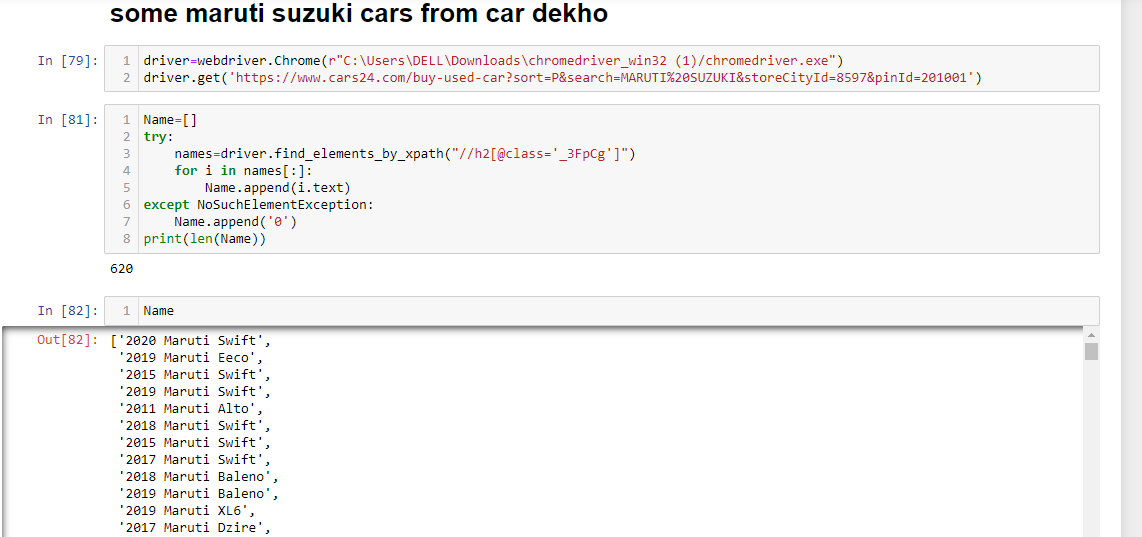 some maruti suzuki cars from car dekho
In [79]:
1 driver=webdriver.Chrome(r"C:\Users\DELL\Downloads\chromedriver_win32 (1)/chromedriver.exe")
2 driver.get('https://www.cars24.com/buy-used-car?sort=P&search=MARUTI%20SUZUKI&storeCityId=8597&pinId=201001')
In [81]:
1 Name=[]
2 try:
3     names=driver.find_elements_by_xpath("//h2[@class='_3FpCg']")
4     for i in names[:]:
5         Name.append(i.text)
6 except NoSuchElementException:
7     Name.append('0')
8 print(len(Name))
620
In [82]:
1 Name
Out[82]:
['2020 Maruti Swift',
'2019 Maruti Eeco',
'2015 Maruti Swift',
'2019 Maruti Swift',
'2011 Maruti Alto',
'2018 Maruti Swift',
'2015 Maruti Swift',
'2017 Maruti Swift',
'2018 Maruti Baleno',
'2019 Maruti Baleno',
'2019 Maruti XL6',
'2017 Maruti Dzire',